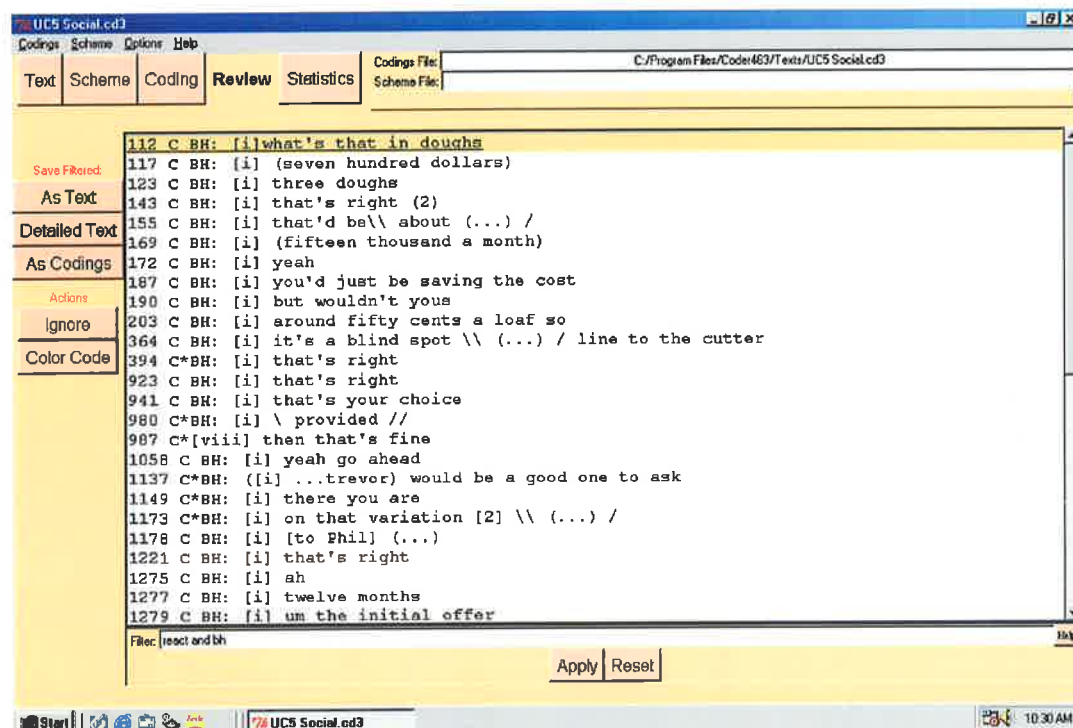 UC5 Social.cd3
Codings Scheme Options Help
Text Scheme Coding Review Statistics
Codings File: C:/Program Files/Coder463/Texts/UC5 Social.cd3
Scheme File:
112 C BH: [i]what's that in doughs
117 C BH: [i] (seven hundred dollars)
123 C BH: [i] three doughs
143 C BH: [i] that's right (2)
155 C BH: [i] that'd be\\ about (...) /
169 C BH: [i] (fifteen thousand a month)
172 C BH: [i] yeah
187 C BH: [i] you'd just be saving the cost
190 C BH: [i] but wouldn't yous
203 C BH: [i] around fifty cents a loaf so
364 C BH: [i] it's a blind spot \\ (...) / line to the cutter
394 C*BH: [i] that's right
923 C BH: [i] that's right
941 C BH: [i] that's your choice
980 C*BH: [i] \ provided //
987 C*[viii] then that's fine
1058 C BH: [i] yeah go ahead
1137 C*BH: ([i] ...trevor) would be a good one to ask
1149 C*BH: [i] there you are
1173 C*BH: [i] on that variation [2] \\ (...) /
1178 C BH: [i] [to Phil] (...)
1221 C BH: [i] that's right
1275 C BH: [i] ah
1277 C BH: [i] twelve months
1279 C BH: [i] um the initial offer
Save Filtered:
As Text
Detailed Text
As Codings
Actions
Ignore
Color Code
Filter: react and bh
Help
Apply Reset
Start
UC5 Social.cd3
10:30 AM